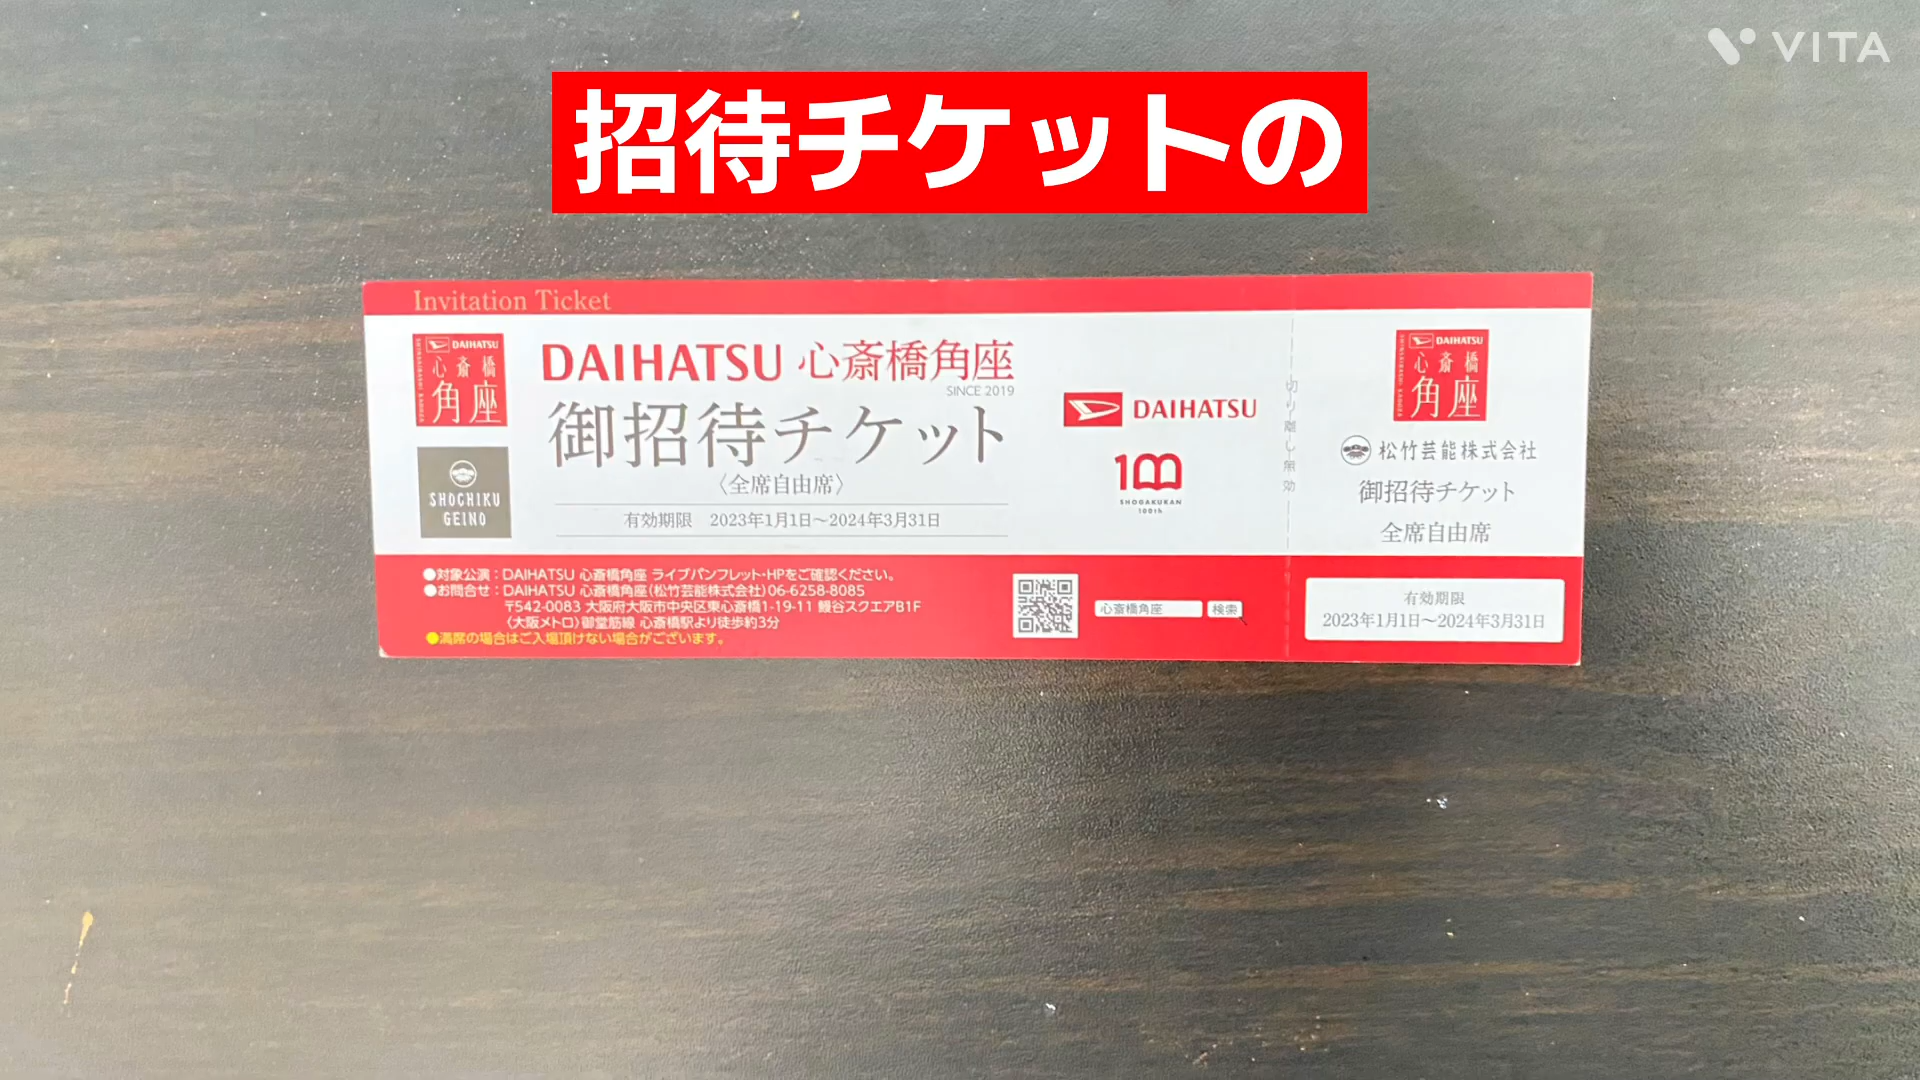 VITA
招待チケットの
Invitation Ticket
DAIHATSU
心斎橋
角座
SHOCHIKU
GEINO
DAIHATSU 心斎橋角座
SINCE 2019
御招待チケット
〈全席自由席〉
有効期限 2023年1月1日～2024年3月31日
DAIHATSU
100
SHOGAKUKAN
100th
切り離し無効
DAIHATSU
心斎橋
角座
松竹芸能株式会社
御招待チケット
全席自由席
●対象公演：DAIHATSU 心斎橋角座 ライブパンフレット・HPをご確認ください。
●お問合せ：DAIHATSU 心斎橋角座（松竹芸能株式会社）06-6258-8085
〒542-0083 大阪府大阪市中央区東心斎橋1-19-11 鰻谷スクエアB1F
〈大阪メトロ〉御堂筋線 心斎橋駅より徒歩約3分
●満席の場合はご入場頂けない場合がございます。
心斎橋角座 検索
有効期限
2023年1月1日～2024年3月31日